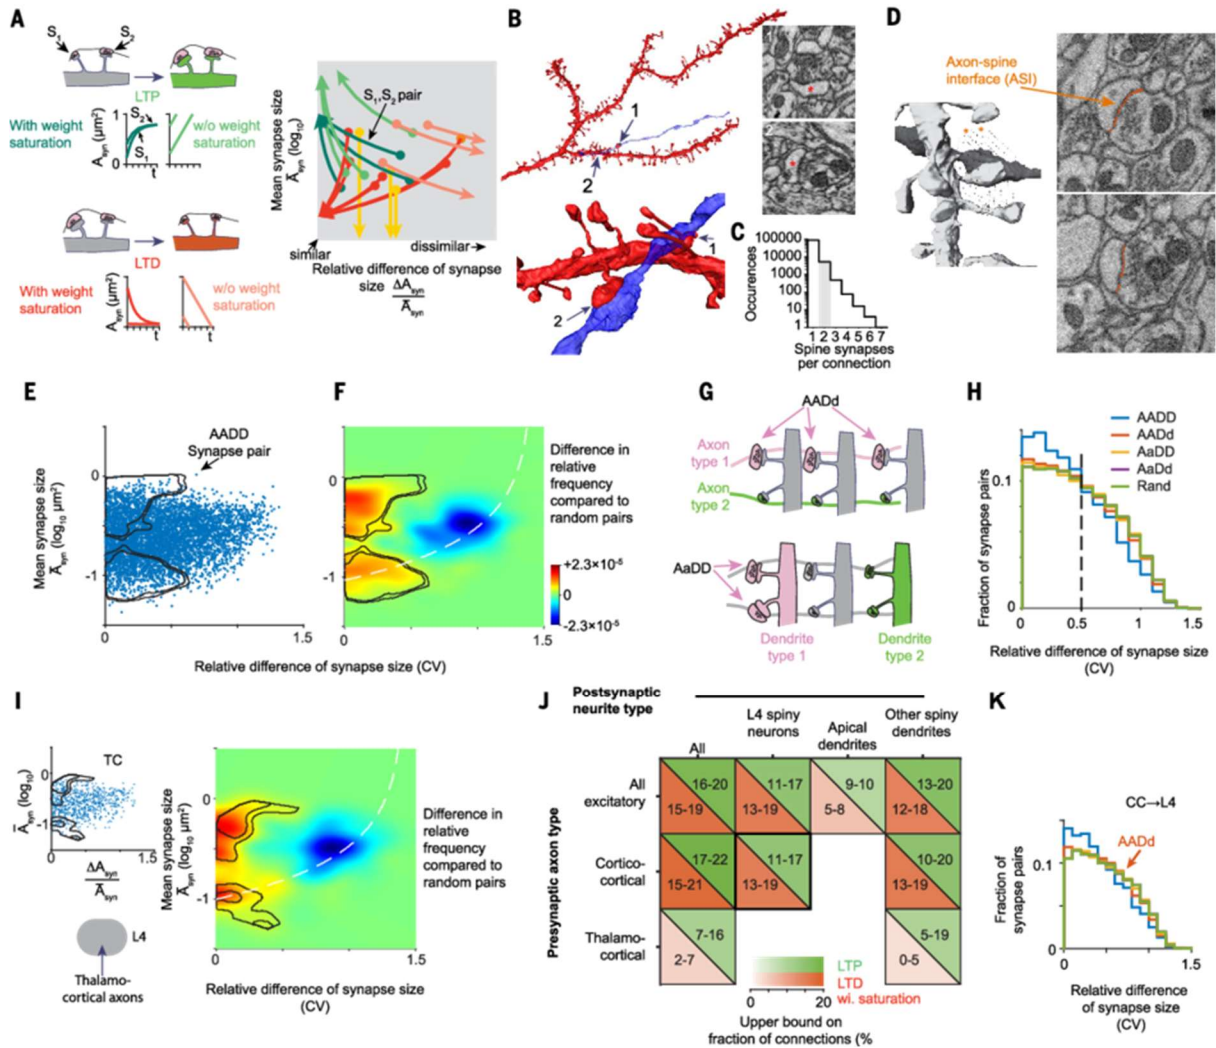 A
S1
S2
LTP
With weight
saturation
Asyn (μm²)
1
0
S2
S1
t
w/o weight
saturation
LTD
With weight
saturation
Asyn (μm²)
t
w/o weight
saturation
Mean synapse size
Āsyn (log10)
S1,S2 pair
similar
dissimilar
Relative difference of synapse
size ΔAsyn
Āsyn
B
1
2
1
2
C
Occurences
100000
10000
1000
100
10
1
1 2 3 4 5 6 7
Spine synapses
per connection
D
Axon-spine
interface (ASI)
E
AADD
Synapse pair
Mean synapse size
Āsyn (log10 μm²)
0
-1
0
1.5
F
0
-1
0
1.5
Difference in
relative
frequency
compared to
random pairs
+2.3×10-5
0
-2.3×10-5
Relative difference of synapse size (CV)
G
AADd
Axon
type 1
Axon
type 2
AaDD
Dendrite
type 1
Dendrite
type 2
H
AADD
AADd
AaDD
AaDd
Rand
Fraction of synapse pairs
0.1
0
0
0.5
1
1.5
Relative difference of synapse size
(CV)
I
TC
Āsyn (log10)
0
-1
0
1.5
ΔAsyn
Āsyn
L4
Thalamo-
cortical axons
Mean synapse size
Āsyn (log10 μm²)
0
-1
0
1.5
Relative difference of synapse size
(CV)
Difference in
relative
frequency
compared to
random pairs
J
Postsynaptic
neurite type
All
L4 spiny
neurons
Apical
dendrites
Other spiny
dendrites
Presynaptic axon type
All
excitatory
16-20
15-19
11-17
13-19
9-10
5-8
13-20
12-18
Cortico-
cortical
17-22
15-21
11-17
13-19
10-20
13-19
Thalamo-
cortical
7-16
2-7
5-19
0-5
LTP
LTD
wi. saturation
0
20
Upper bound on
fraction of connections (%
K
CC→L4
AADd
Fraction of
synapse pairs
0.1
0
0
1.5
Relative difference
of synapse size
(CV)